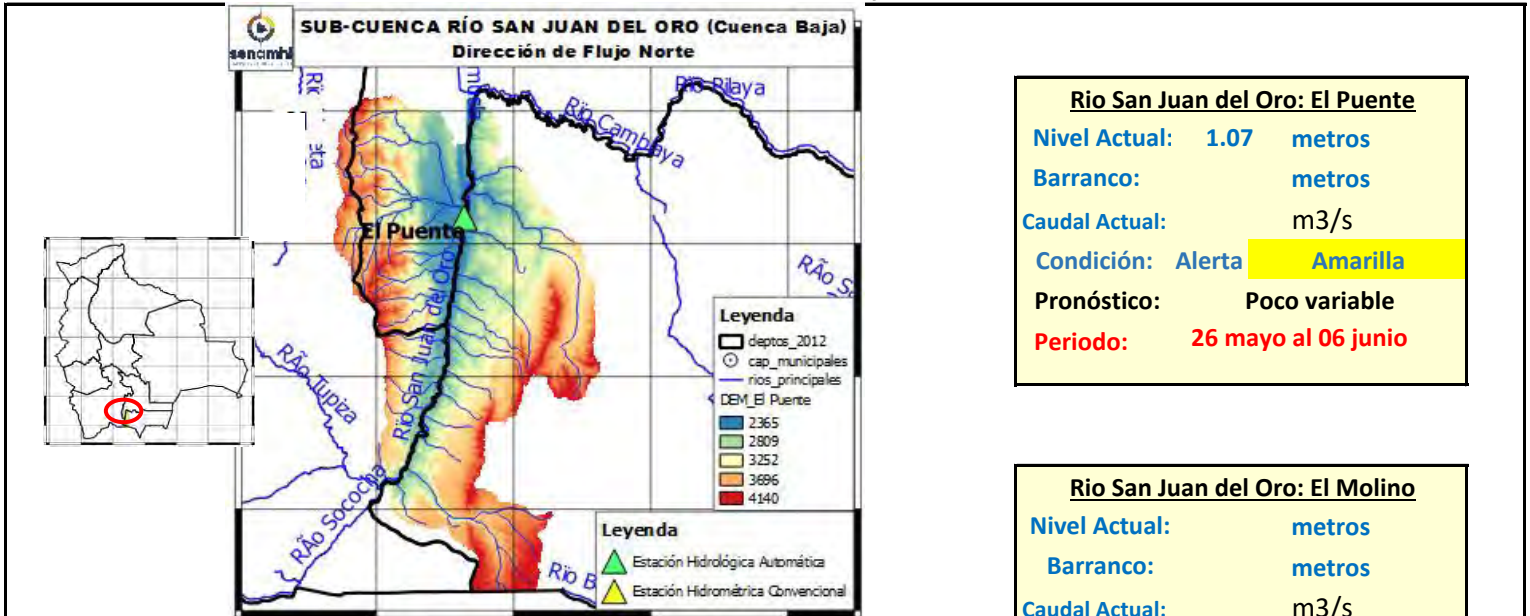 senamhi
SUB-CUENCA RÍO SAN JUAN DEL ORO (Cuenca Baja)
Dirección de Flujo Norte
Río Pilaya
Río Camblaya
El Puente
Río San Juan del Oro
RÃo S
RÃo Tupiza
RÃo Sococha
Río B
Leyenda
deptos_2012
cap_municipales
rios_principales
DEM_El Puente
2365
2809
3252
3696
4140
Leyenda
Estación Hidrológica Automática
Estación Hidrométrica Convencional
Rio San Juan del Oro: El Puente
Nivel Actual: 1.07 metros
Barranco: metros
Caudal Actual: m3/s
Condición: Alerta Amarilla
Pronóstico: Poco variable
Periodo: 26 mayo al 06 junio
Rio San Juan del Oro: El Molino
Nivel Actual: metros
Barranco: metros
Caudal Actual: m3/s